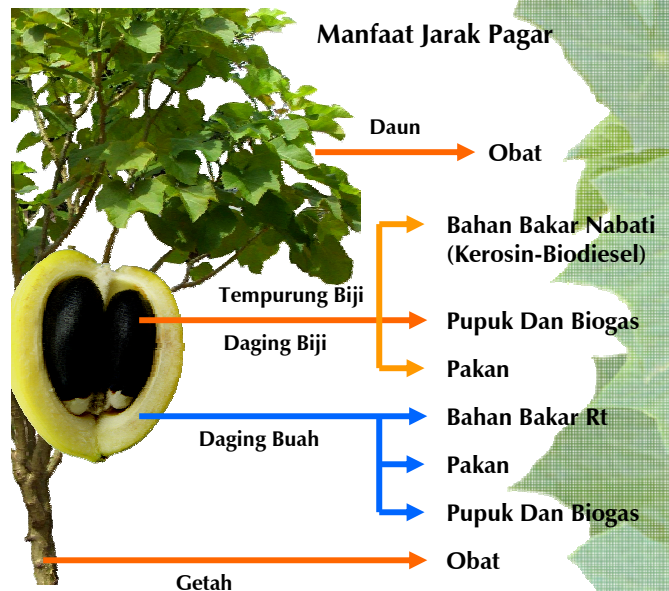 Manfaat Jarak Pagar
Daun
Obat
Bahan Bakar Nabati
(Kerosin-Biodiesel)
Tempurung Biji
Daging Biji
Pupuk Dan Biogas
Pakan
Bahan Bakar Rt
Daging Buah
Pakan
Pupuk Dan Biogas
Obat
Getah